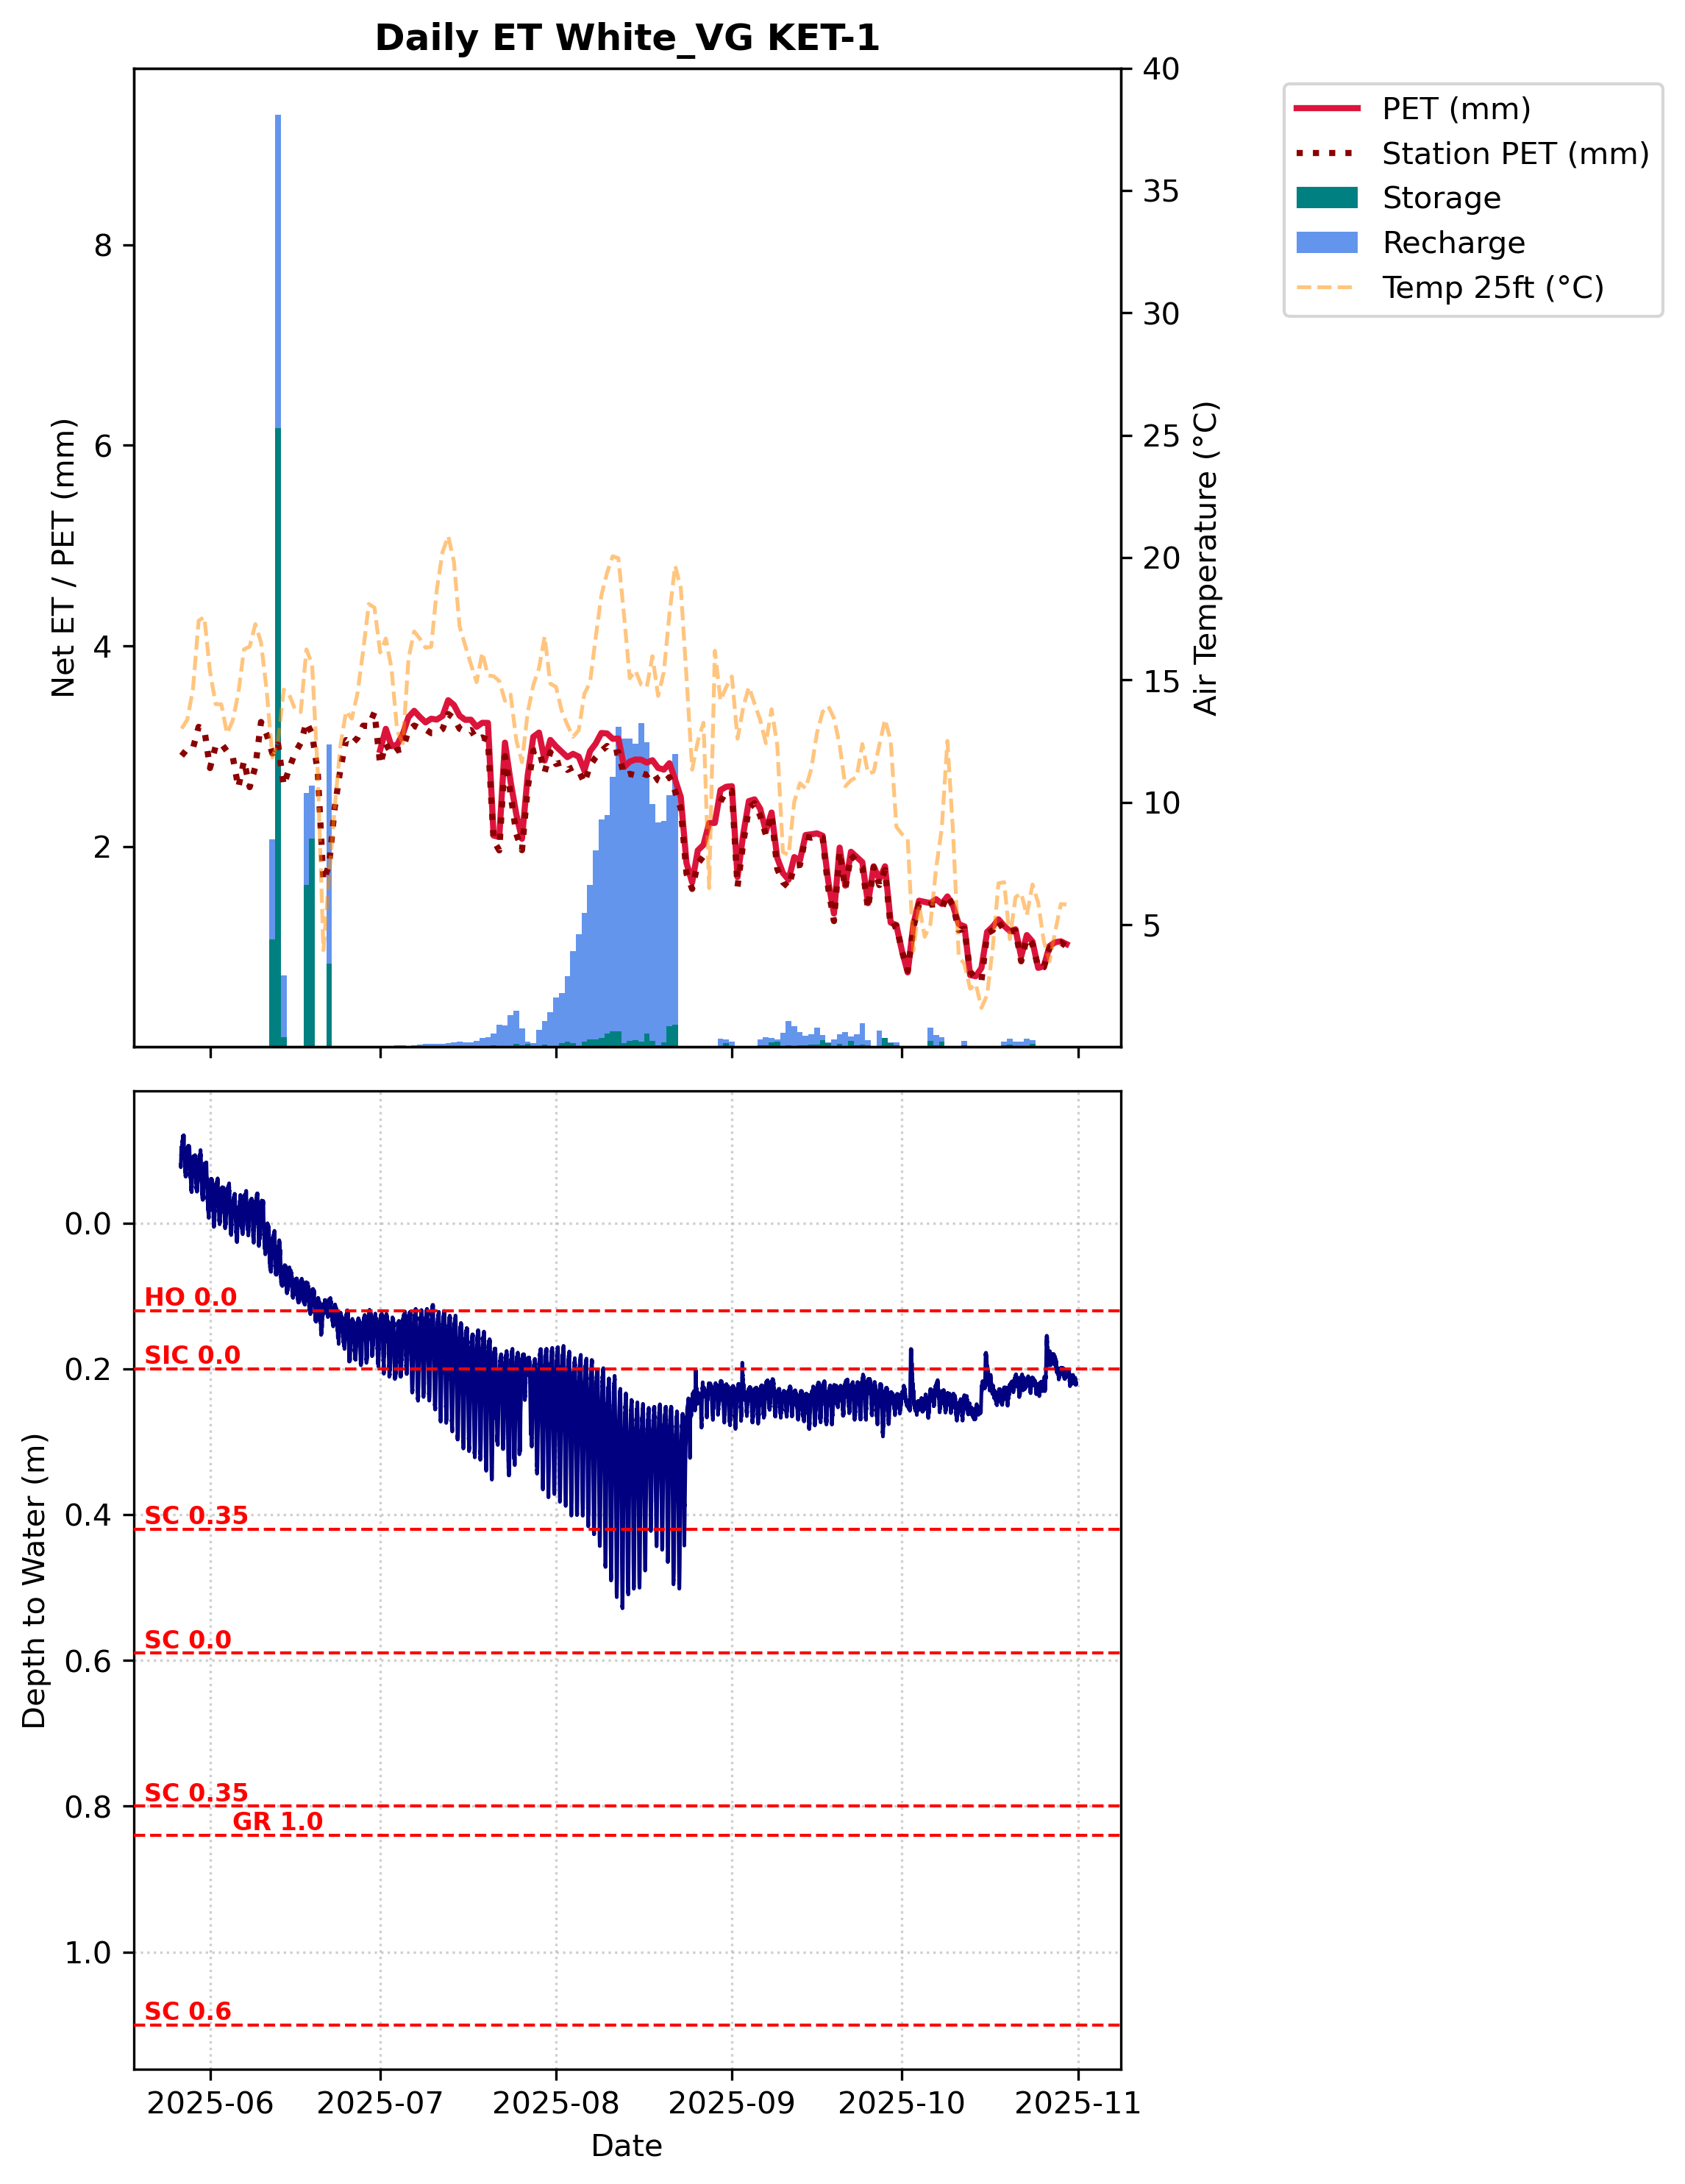 Daily ET White_VG KET-1
Net ET / PET (mm)
8
6
4
2
40
35
30
25
20
15
10
5
Air Temperature (°C)
PET (mm)
Station PET (mm)
Storage
Recharge
Temp 25ft (°C)
Depth to Water (m)
0.0
0.2
0.4
0.6
0.8
1.0
HO 0.0
SIC 0.0
SC 0.35
SC 0.0
SC 0.35
GR 1.0
SC 0.6
2025-06
2025-07
2025-08
2025-09
2025-10
2025-11
Date